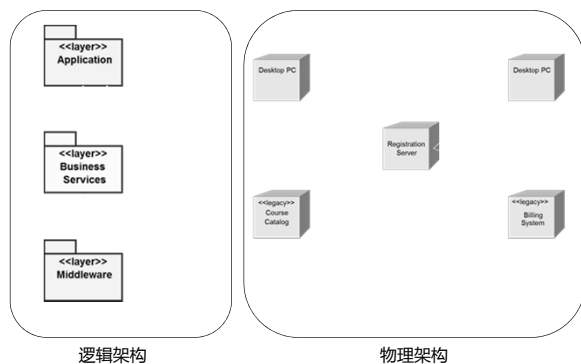 <<layer>>
Application
<<layer>>
Business
Services
<<layer>>
Middleware
逻辑架构
Desktop PC
Desktop PC
Registration
Server
<<legacy>>
Course
Catalog
<<legacy>>
Billing
System
物理架构